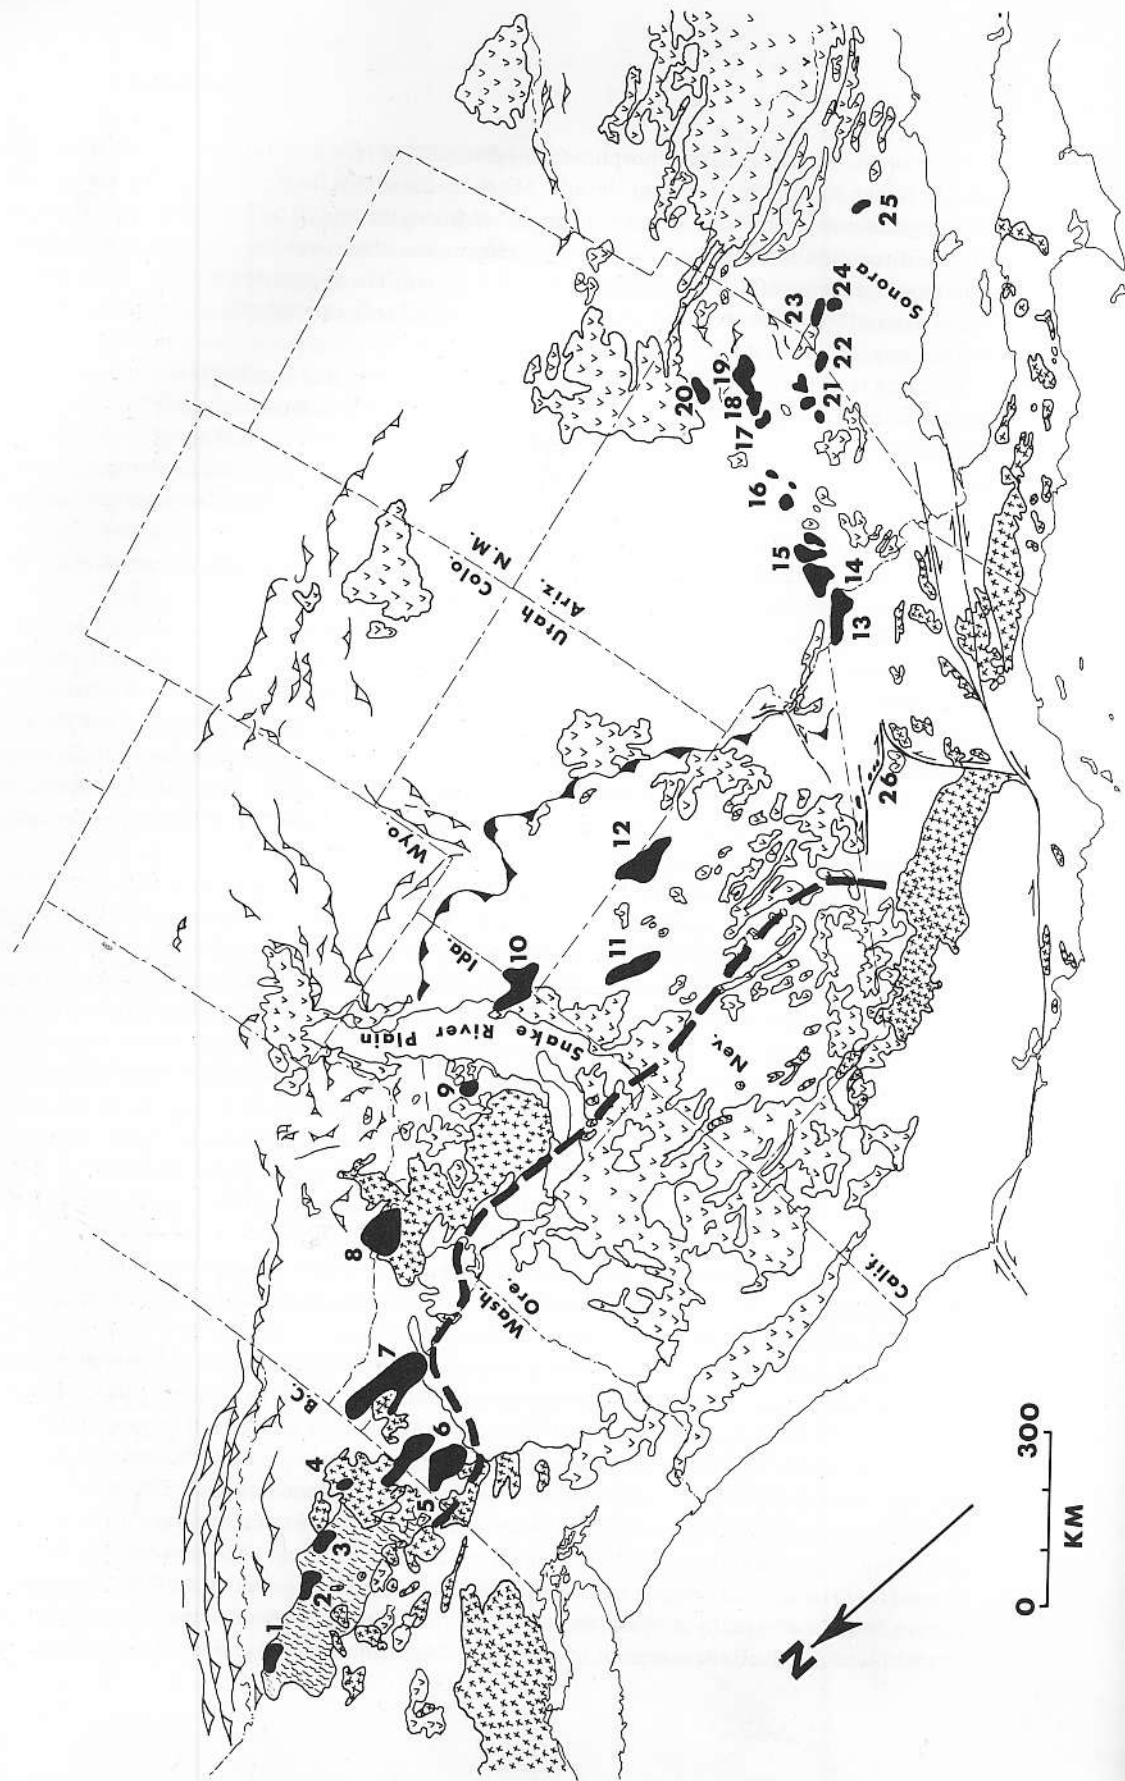 1
2
3
4
5
6
7
8
9
10
11
12
13
14
15
16
17
18
19
20
21
22
23
24
25
26
B.C.
Wash.
Ore.
Calif.
Nev.
Ida.
Wyo.
Snake River Plain
Utah
Colo.
Ariz.
N.M.
Sonora
N
0 300
KM